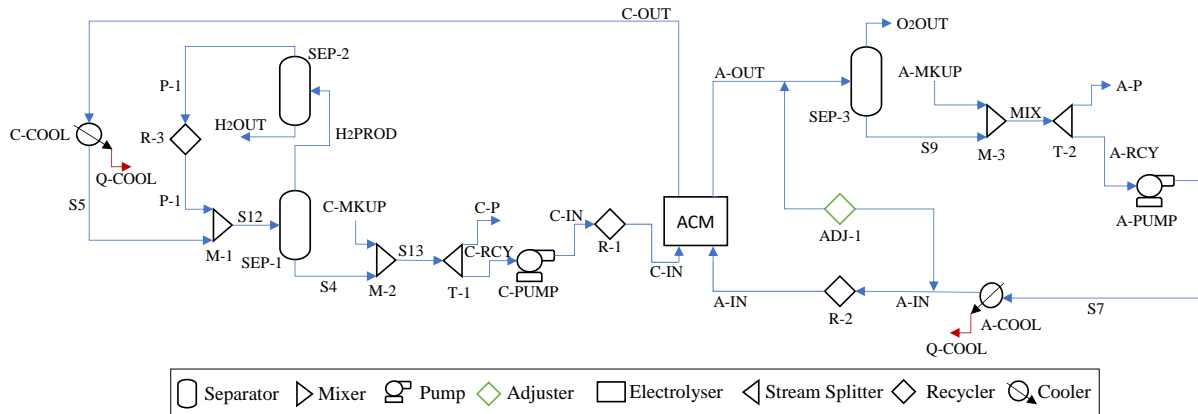 C-OUT
SEP-2
O₂OUT
P-1
A-OUT
A-MKUP
A-P
C-COOL
R-3
H₂OUT
H₂PROD
SEP-3
MIX
S9
M-3
T-2
A-RCY
Q-COOL
P-1
S5
S12
C-MKUP
C-P
C-IN
ACM
A-PUMP
M-1
SEP-1
S13
C-RCY
R-1
ADJ-1
S4
M-2
T-1
C-PUMP
C-IN
A-IN
R-2
A-IN
A-COOL
S7
Q-COOL
Separator Mixer Pump Adjuster Electrolyser Stream Splitter Recycler Cooler